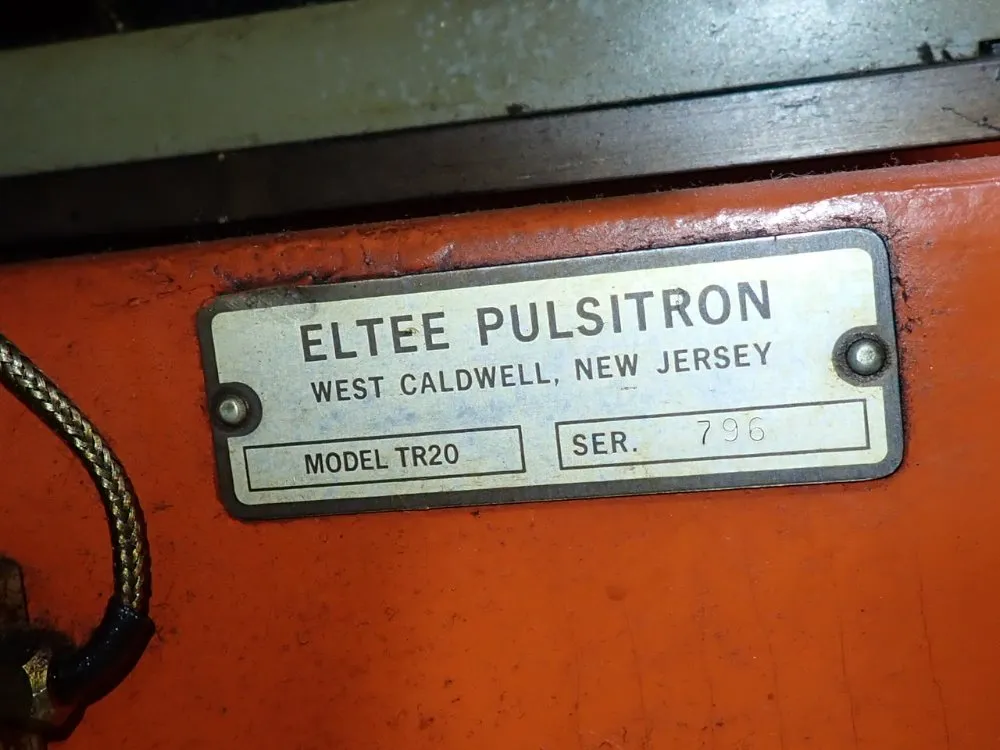 ELTEE PULSITRON
WEST CALDWELL, NEW JERSEY
MODEL TR20
SER. 796